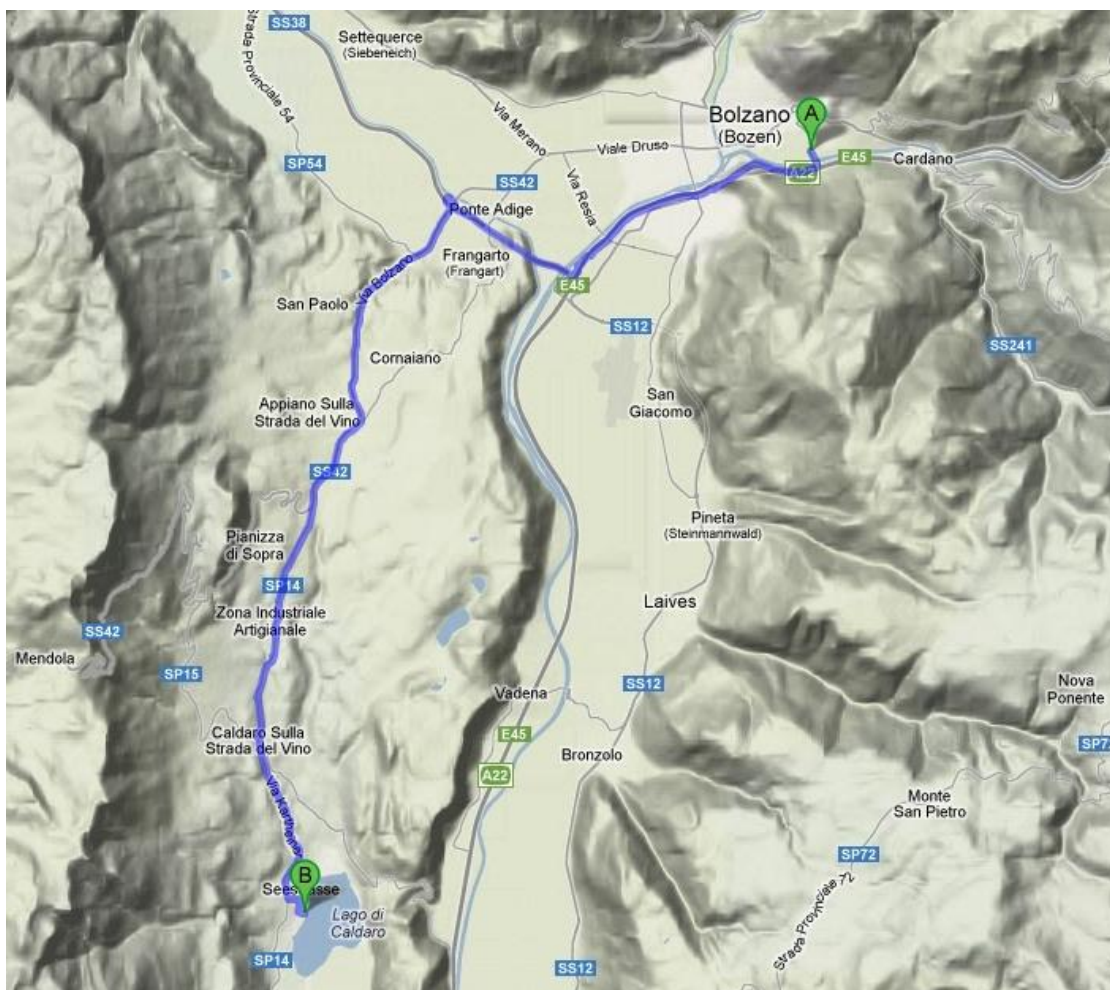 SS38
Settequerce
(Siebeneich)
Strada Provinciale 54
Via Merano
Bolzano
(Bozen)
A
Viale Druso
E45
Cardano
A22
SP54
SS42
Via Resia
Ponte Adige
Frangarto
(Frangart)
Via Bolzano
E45
San Paolo
SS12
SS241
Cornaiano
San
Giacomo
Appiano Sulla
Strada del Vino
SS42
Pineta
(Steinmannwald)
Pianizza
di Sopra
SP14
Laives
Zona Industriale
Artigianale
SS42
Mendola
SP15
SS12
Vadena
Nova
Ponente
Caldaro Sulla
Strada del Vino
E45
Bronzolo
A22
Monte
San Pietro
SP72
B
Lago di
Caldaro
SP14
SS12
Strada Provinciale 72